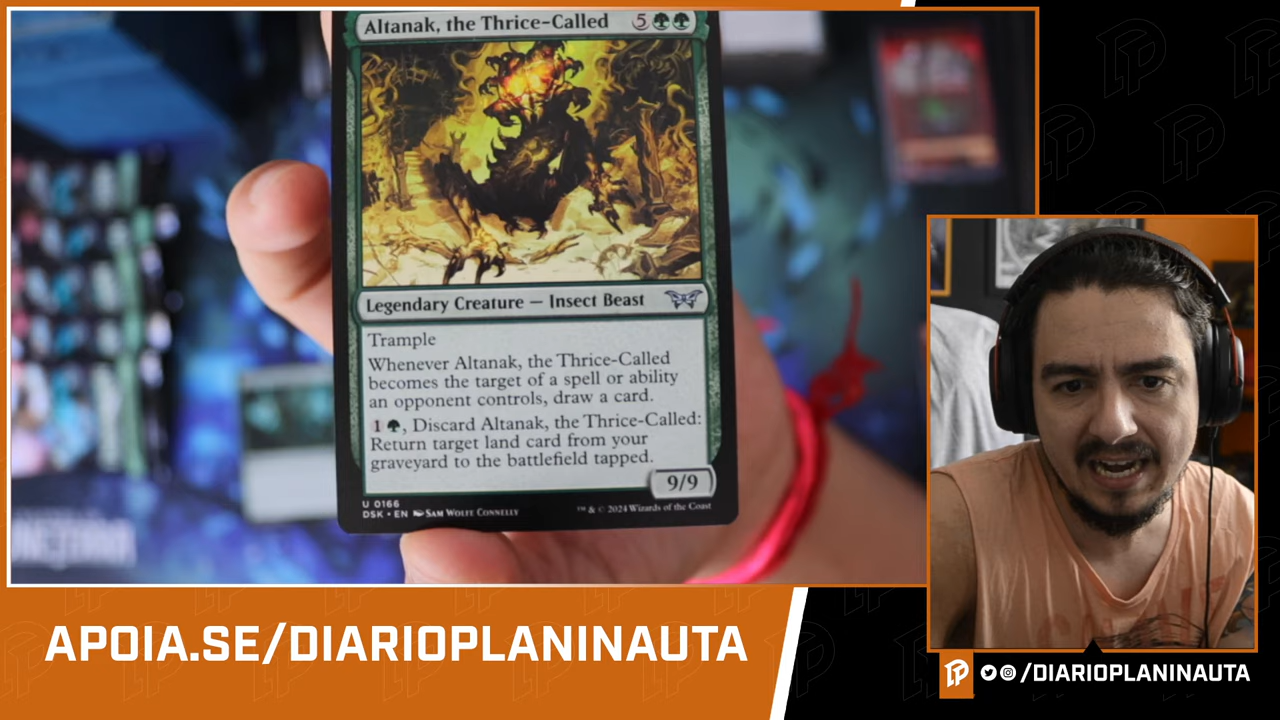 Altanak, the Thrice-Called 5
Legendary Creature — Insect Beast
Trample
Whenever Altanak, the Thrice-Called
becomes the target of a spell or ability
an opponent controls, draw a card.
1 , Discard Altanak, the Thrice-Called:
Return target land card from your
graveyard to the battlefield tapped.
9/9
U 0166
DSK • EN SAM WOLFE CONNELLY
™ & © 2024 Wizards of the Coast
APOIA.SE/DIARIOPLANINAUTA
/DIARIOPLANINAUTA